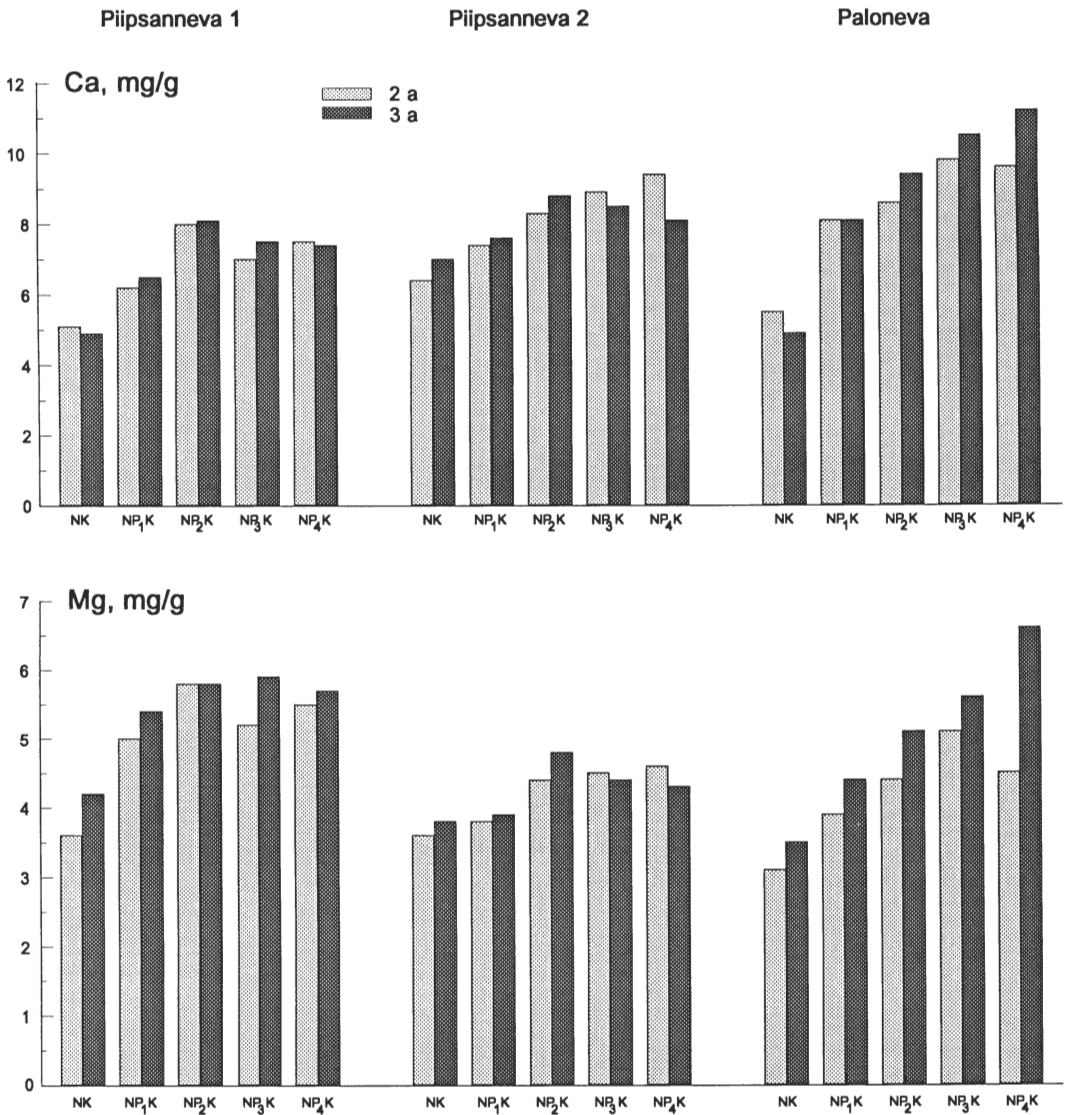 Piipsanneva 1 Piipsanneva 2 Paloneva
Ca, mg/g
2 a
3 a
12
10
8
6
4
2
0
NK NP₁K NP₂K NP₃K NP₄K NK NP₁K NP₂K NP₃K NP₄K NK NP₁K NP₂K NP₃K NP₄K
Mg, mg/g
7
6
5
4
3
2
1
0
NK NP₁K NP₂K NP₃K NP₄K NK NP₁K NP₂K NP₃K NP₄K NK NP₁K NP₂K NP₃K NP₄K